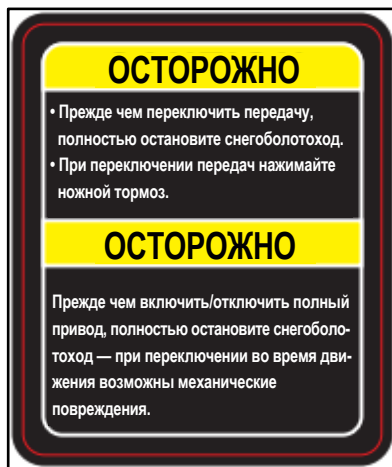 ОСТОРОЖНО
• Прежде чем переключить передачу,
полностью остановите снегоболотоход.
• При переключении передач нажимайте
ножной тормоз.
ОСТОРОЖНО
Прежде чем включить/отключить полный
привод, полностью остановите снегоболо-
тоход — при переключении во время дви-
жения возможны механические
повреждения.